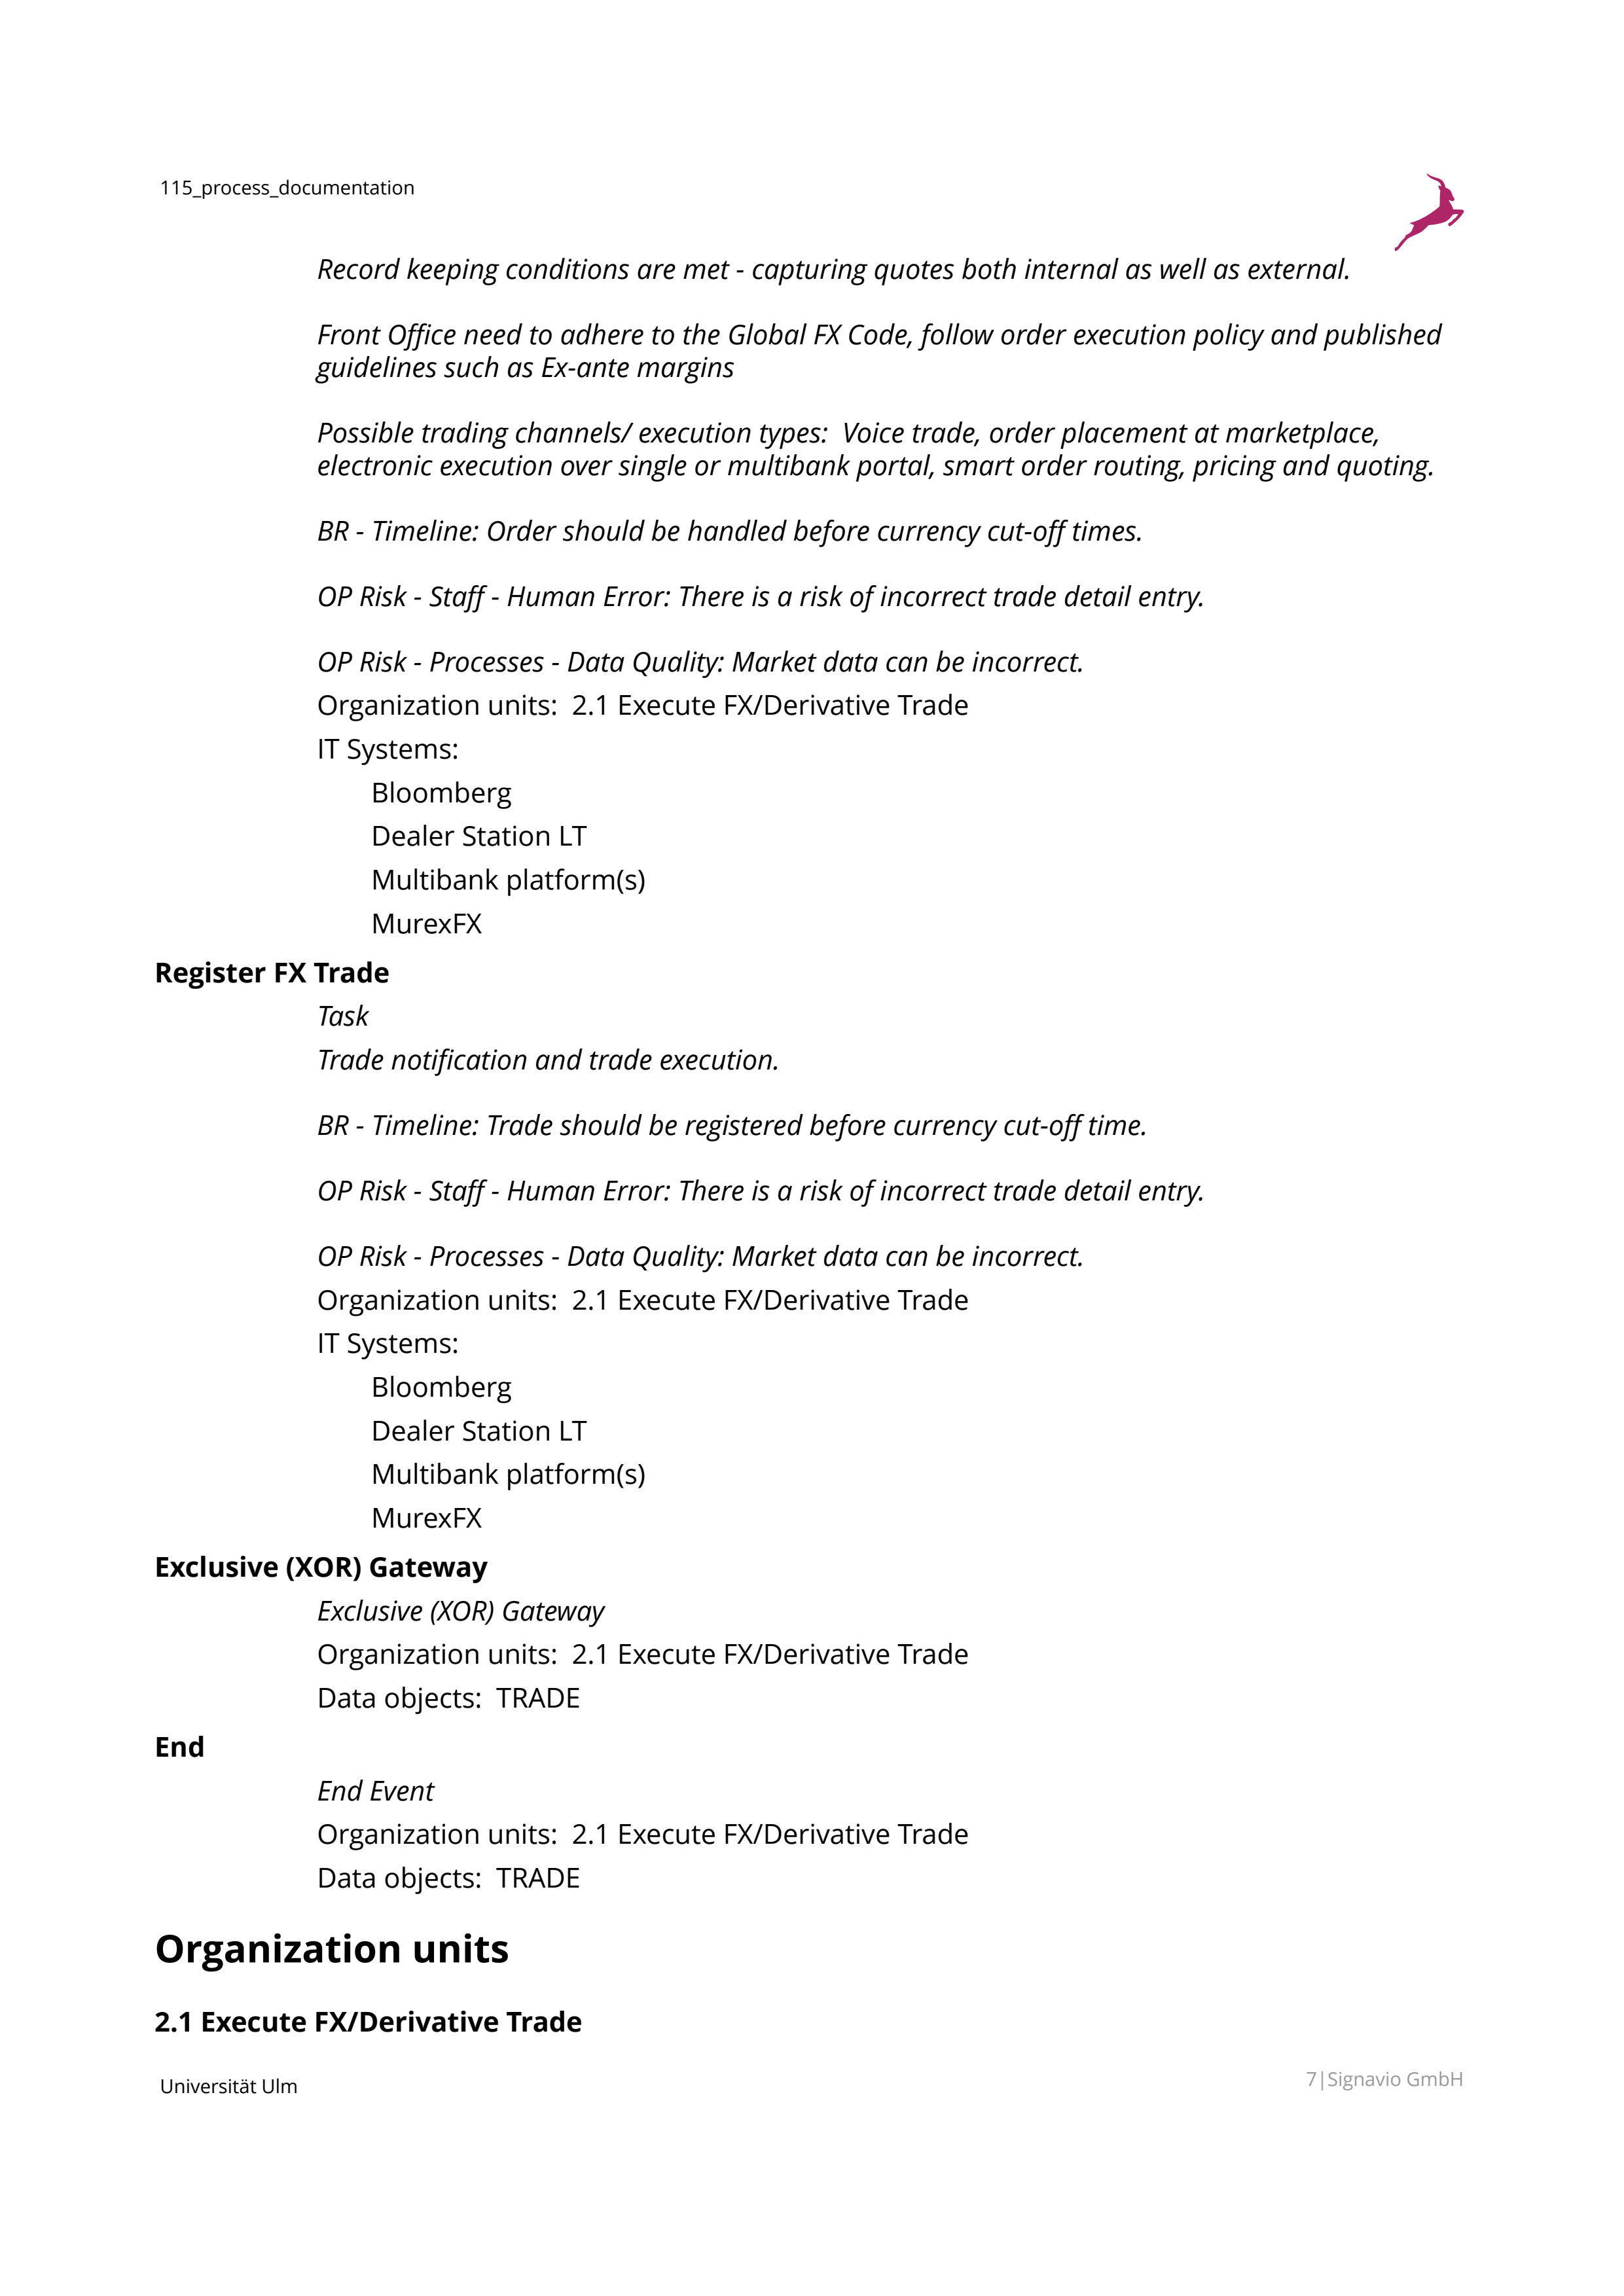 115_process_documentation
Record keeping conditions are met - capturing quotes both internal as well as external.
Front Office need to adhere to the Global FX Code, follow order execution policy and published
guidelines such as Ex-ante margins
Possible trading channels/ execution types:  Voice trade, order placement at marketplace,
electronic execution over single or multibank portal, smart order routing, pricing and quoting.
BR - Timeline: Order should be handled before currency cut-off times.
OP Risk - Staff - Human Error: There is a risk of incorrect trade detail entry.
OP Risk - Processes - Data Quality: Market data can be incorrect.
Organization units:  2.1 Execute FX/Derivative Trade
IT Systems:
Bloomberg
Dealer Station LT
Multibank platform(s)
MurexFX
Register FX Trade
Task
Trade notification and trade execution.
BR - Timeline: Trade should be registered before currency cut-off time.
OP Risk - Staff - Human Error: There is a risk of incorrect trade detail entry.
OP Risk - Processes - Data Quality: Market data can be incorrect.
Organization units:  2.1 Execute FX/Derivative Trade
IT Systems:
Bloomberg
Dealer Station LT
Multibank platform(s)
MurexFX
Exclusive (XOR) Gateway
Exclusive (XOR) Gateway
Organization units:  2.1 Execute FX/Derivative Trade
Data objects:  TRADE
End
End Event
Organization units:  2.1 Execute FX/Derivative Trade
Data objects:  TRADE
Organization units
2.1 Execute FX/Derivative Trade
Universität Ulm
7|Signavio GmbH